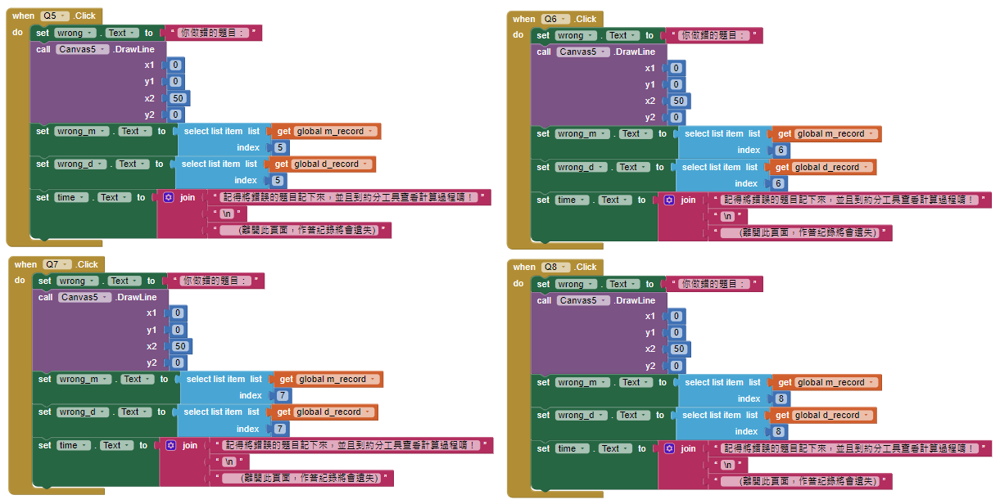 when Q5 .Click
do set wrong . Text to “ 你做錯的題目： ”
call Canvas5 .DrawLine
x1 0
y1 0
x2 50
y2 0
set wrong_m . Text to select list item list get global m_record
index 5
set wrong_d . Text to select list item list get global d_record
index 5
set time . Text to join “ 記得將錯誤的題目記下來，並且到約分工具查看計算過程唷！ ”
“ \n ”
“ (離開此頁面，作答紀錄將會遺失) ”
when Q6 .Click
do set wrong . Text to “ 你做錯的題目： ”
call Canvas5 .DrawLine
x1 0
y1 0
x2 50
y2 0
set wrong_m . Text to select list item list get global m_record
index 6
set wrong_d . Text to select list item list get global d_record
index 6
set time . Text to join “ 記得將錯誤的題目記下來，並且到約分工具查看計算過程唷！ ”
“ \n ”
“ (離開此頁面，作答紀錄將會遺失) ”
when Q7 .Click
do set wrong . Text to “ 你做錯的題目： ”
call Canvas5 .DrawLine
x1 0
y1 0
x2 50
y2 0
set wrong_m . Text to select list item list get global m_record
index 7
set wrong_d . Text to select list item list get global d_record
index 7
set time . Text to join “ 記得將錯誤的題目記下來，並且到約分工具查看計算過程唷！ ”
“ \n ”
“ (離開此頁面，作答紀錄將會遺失) ”
when Q8 .Click
do set wrong . Text to “ 你做錯的題目： ”
call Canvas5 .DrawLine
x1 0
y1 0
x2 50
y2 0
set wrong_m . Text to select list item list get global m_record
index 8
set wrong_d . Text to select list item list get global d_record
index 8
set time . Text to join “ 記得將錯誤的題目記下來，並且到約分工具查看計算過程唷！ ”
“ \n ”
“ (離開此頁面，作答紀錄將會遺失) ”